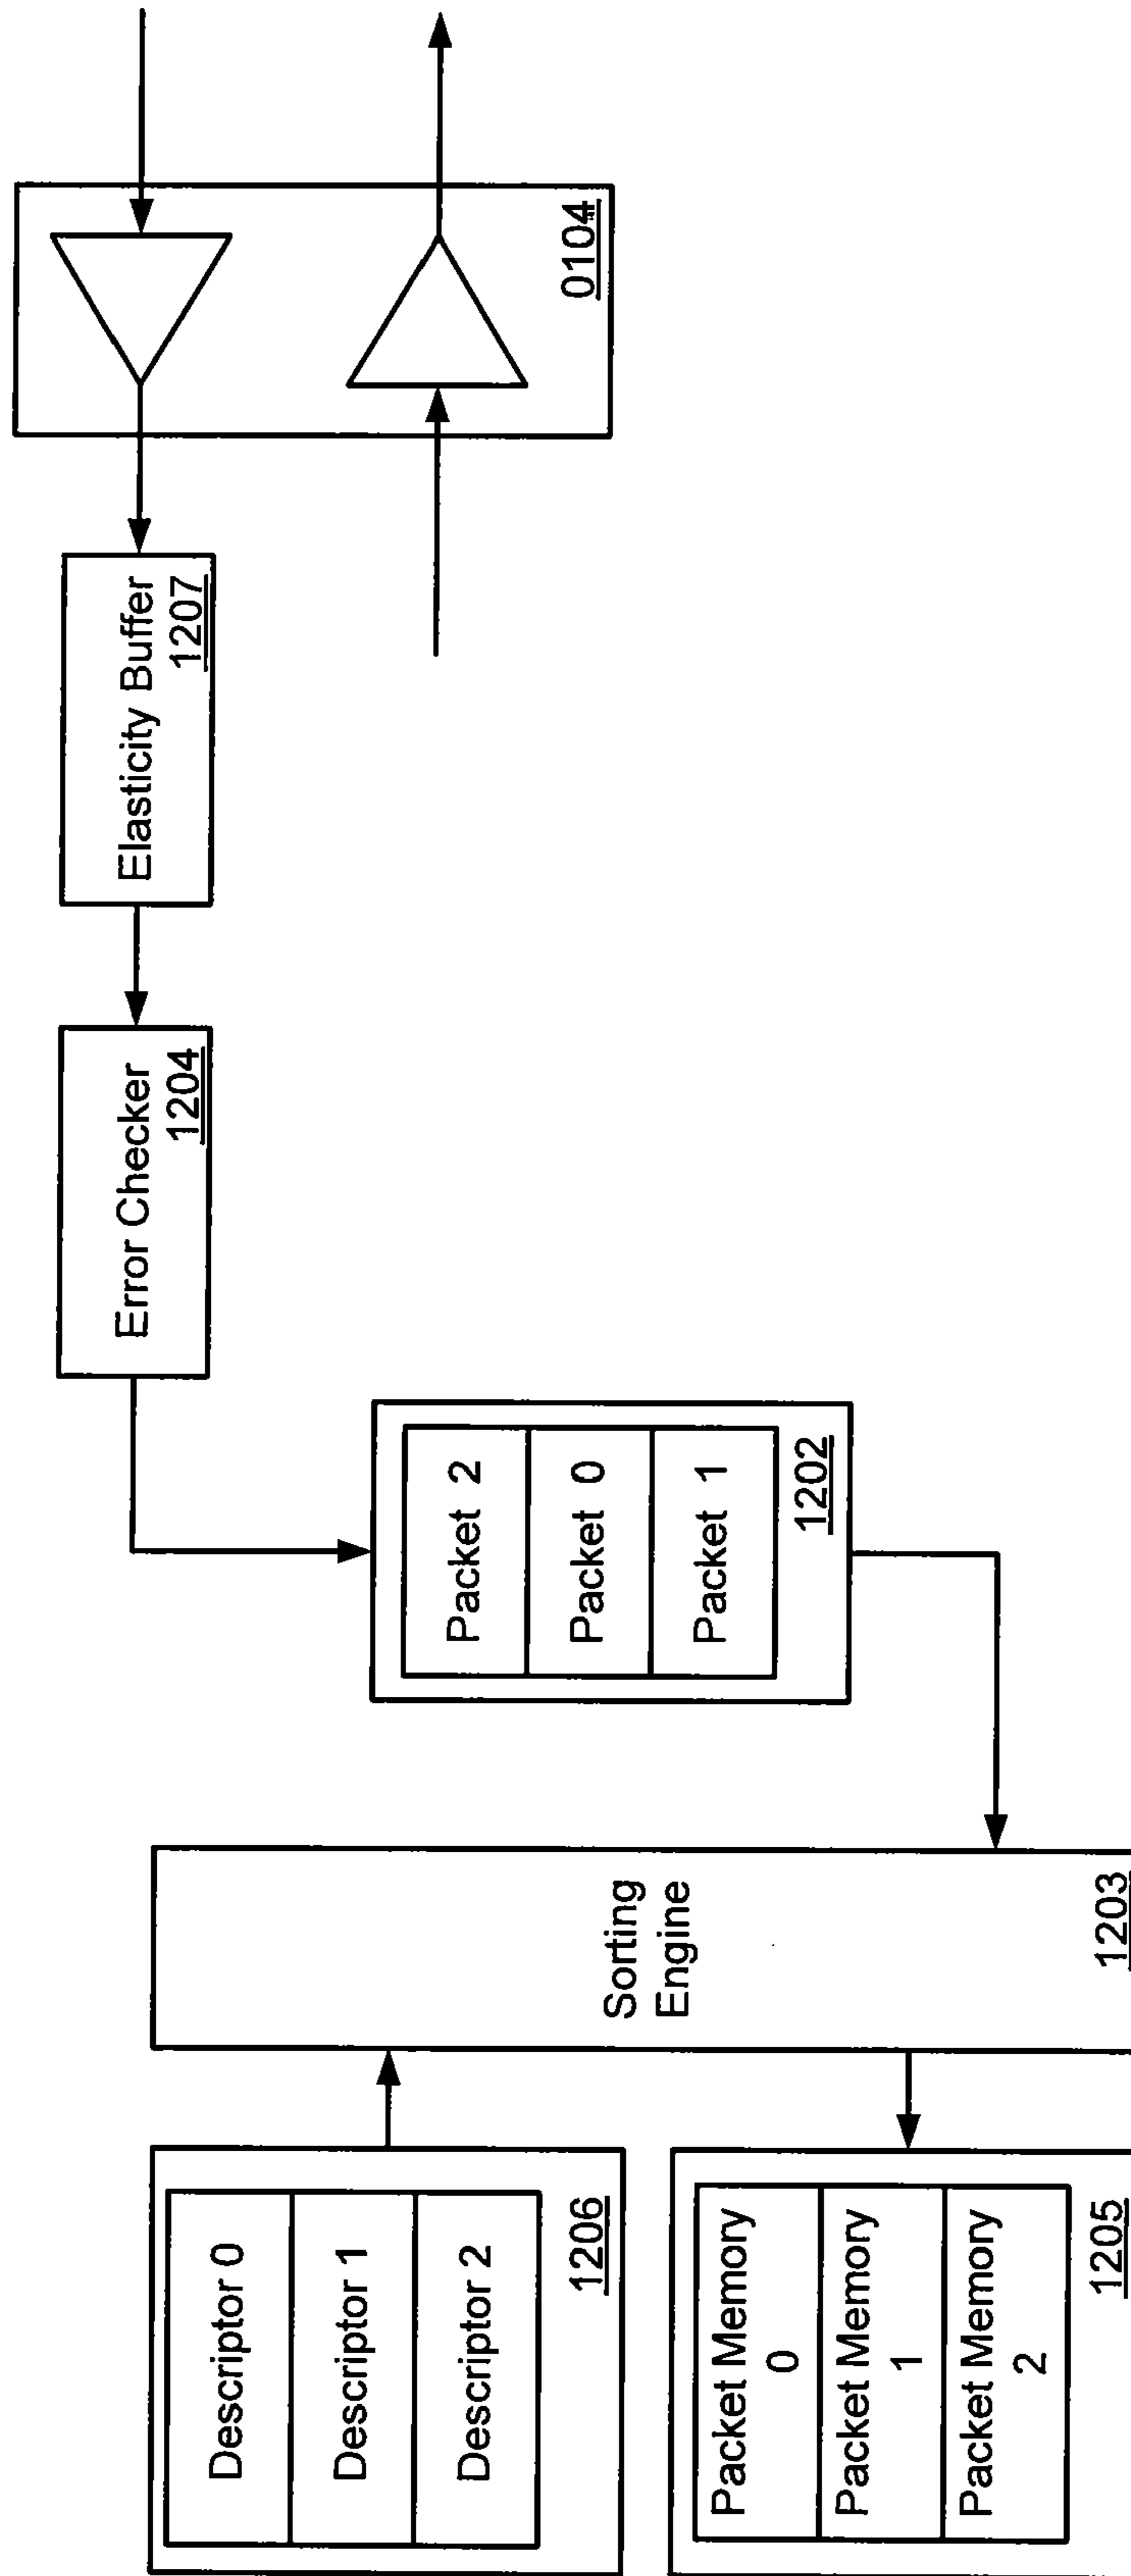 Descriptor 0
Descriptor 1
Descriptor 2
1206
Packet Memory
0
Packet Memory
1
Packet Memory
2
1205
Sorting
Engine
1203
Packet 2
Packet 0
Packet 1
1202
Error Checker
1204
Elasticity Buffer
1207
0104